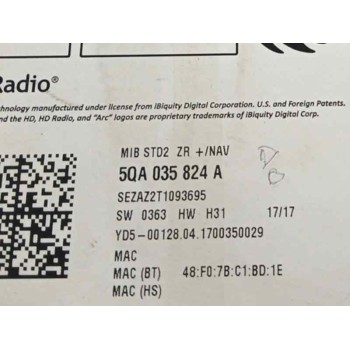 Radio®
hnology manufactured under license from iBiquity Digital Corporation. U.S. and Foreign Patents.
nd the HD, HD Radio, and "Arc" logos are proprietary trademarks of iBiquity Digital Corp.
MIB STD2 ZR +/NAV
5QA 035 824 A
SEZAZ2T1093695
SW 0363 HW H31 17/17
YD5-00128.04.1700350029
MAC
MAC (BT) 48:F0:7B:C1:BD:1E
MAC (HS)